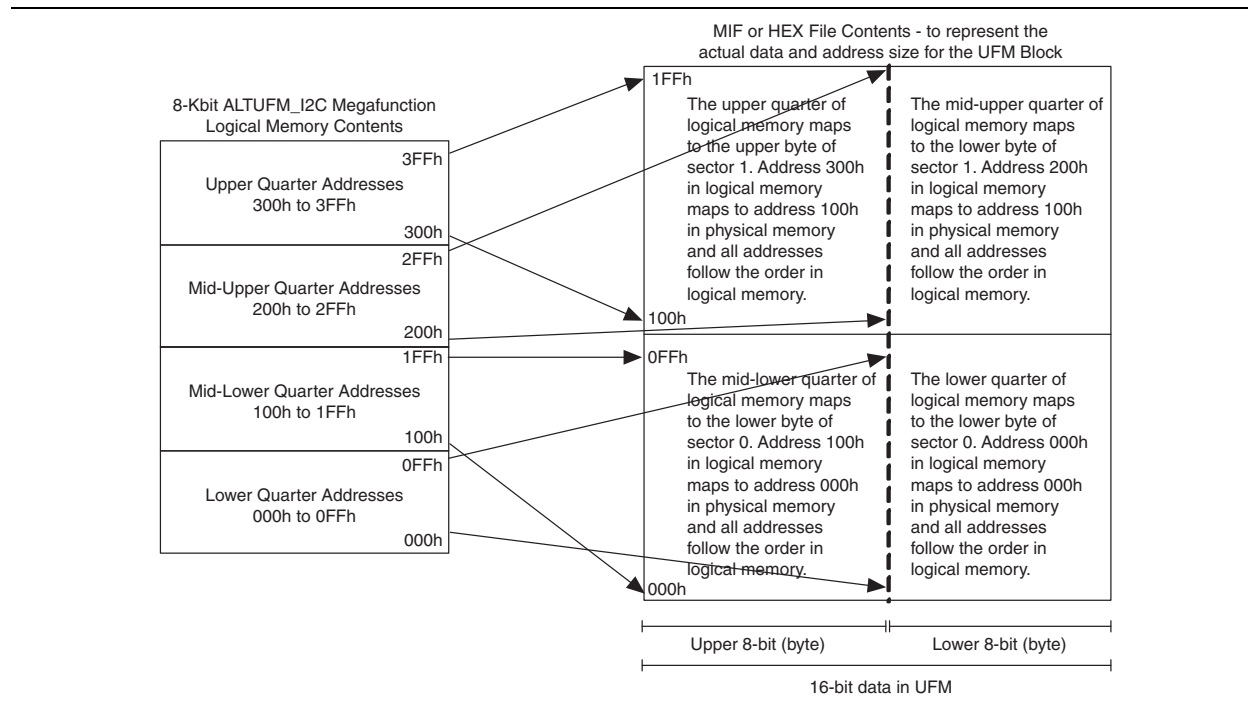 MIF or HEX File Contents - to represent the
actual data and address size for the UFM Block
8-Kbit ALTUFM_I2C Megafunction
Logical Memory Contents
3FFh
Upper Quarter Addresses
300h to 3FFh
300h
2FFh
Mid-Upper Quarter Addresses
200h to 2FFh
200h
1FFh
Mid-Lower Quarter Addresses
100h to 1FFh
100h
0FFh
Lower Quarter Addresses
000h to 0FFh
000h
1FFh
The upper quarter of
logical memory maps
to the upper byte of
sector 1. Address 300h
in logical memory
maps to address 100h
in physical memory
and all addresses
follow the order in
logical memory.
100h
The mid-upper quarter of
logical memory maps
to the lower byte of
sector 1. Address 200h
in logical memory
maps to address 100h
in physical memory
and all addresses
follow the order in
logical memory.
0FFh
The mid-lower quarter of
logical memory maps
to the lower byte of
sector 0. Address 100h
in logical memory
maps to address 000h
in physical memory
and all addresses
follow the order in
logical memory.
000h
The lower quarter of
logical memory maps
to the lower byte of
sector 0. Address 000h
in logical memory
maps to address 000h
in physical memory
and all addresses
follow the order in
logical memory.
Upper 8-bit (byte)
Lower 8-bit (byte)
16-bit data in UFM